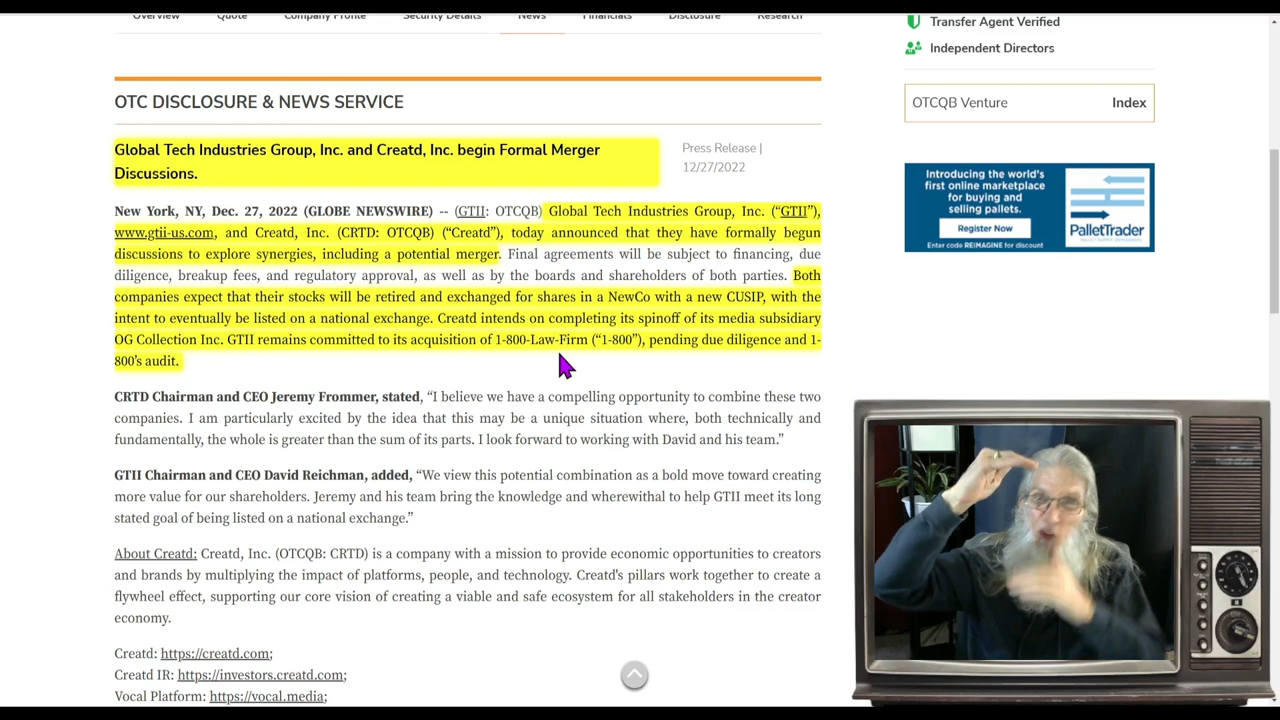 Overview Quote Company Profile Security Details News Financials Disclosure Research
Transfer Agent Verified
Independent Directors
OTCQB Venture Index
OTC DISCLOSURE & NEWS SERVICE
Global Tech Industries Group, Inc. and Creatd, Inc. begin Formal Merger
Discussions.
Press Release |
12/27/2022
New York, NY, Dec. 27, 2022 (GLOBE NEWSWIRE) -- (GTII: OTCQB) Global Tech Industries Group, Inc. (“GTII”),
www.gtii-us.com, and Creatd, Inc. (CRTD: OTCQB) (“Creatd”), today announced that they have formally begun
discussions to explore synergies, including a potential merger. Final agreements will be subject to financing, due
diligence, breakup fees, and regulatory approval, as well as by the boards and shareholders of both parties. Both
companies expect that their stocks will be retired and exchanged for shares in a NewCo with a new CUSIP, with the
intent to eventually be listed on a national exchange. Creatd intends on completing its spinoff of its media subsidiary
OG Collection Inc. GTII remains committed to its acquisition of 1-800-Law-Firm (“1-800”), pending due diligence and 1-
800’s audit.
CRTD Chairman and CEO Jeremy Frommer, stated, “I believe we have a compelling opportunity to combine these two
companies. I am particularly excited by the idea that this may be a unique situation where, both technically and
fundamentally, the whole is greater than the sum of its parts. I look forward to working with David and his team.”
GTII Chairman and CEO David Reichman, added, “We view this potential combination as a bold move toward creating
more value for our shareholders. Jeremy and his team bring the knowledge and wherewithal to help GTII meet its long
stated goal of being listed on a national exchange.”
About Creatd: Creatd, Inc. (OTCQB: CRTD) is a company with a mission to provide economic opportunities to creators
and brands by multiplying the impact of platforms, people, and technology. Creatd's pillars work together to create a
flywheel effect, supporting our core vision of creating a viable and safe ecosystem for all stakeholders in the creator
economy.
Creatd: https://creatd.com;
Creatd IR: https://investors.creatd.com;
Vocal Platform: https://vocal.media;
Introducing the world's
first online marketplace
for buying and
selling pallets.
Register Now
Enter code REIMAGINE for discount
PalletTrader